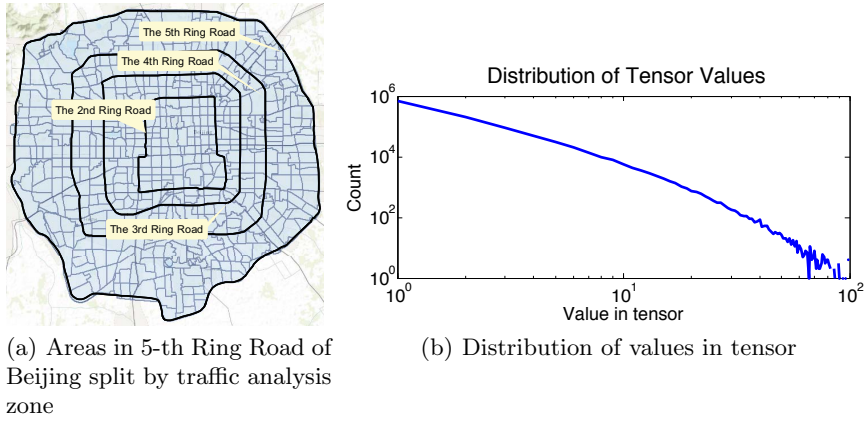 The 5th Ring Road
The 4th Ring Road
The 2nd Ring Road
The 3rd Ring Road
(a) Areas in 5-th Ring Road of
Beijing split by traffic analysis
zone
Distribution of Tensor Values
10^6
10^4
10^2
10^0
Count
10^0 10^1 10^2
Value in tensor
(b) Distribution of values in tensor